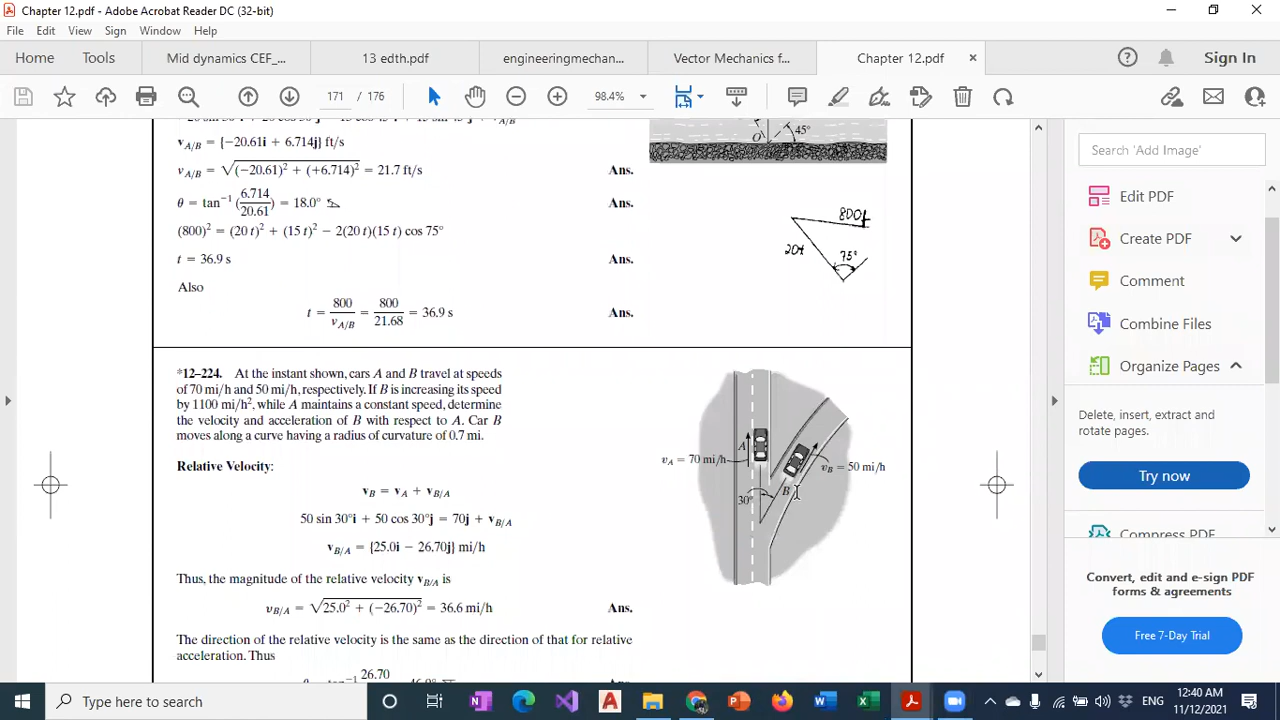 Chapter 12.pdf - Adobe Acrobat Reader DC (32-bit)
File Edit View Sign Window Help
Home Tools Mid dynamics CEF_... 13 edth.pdf engineeringmechan... Vector Mechanics f... Chapter 12.pdf × Sign In
171 / 176 98.4%
v_A/B = {-20.61i + 6.714j} ft/s
v_A/B = √(-20.61)² + (+6.714)² = 21.7 ft/s Ans.
θ = tan⁻¹ (6.714/20.61) = 18.0° Ans.
(800)² = (20 t)² + (15 t)² − 2(20 t)(15 t) cos 75°
t = 36.9 s Ans.
Also
t = 800/v_A/B = 800/21.68 = 36.9 s Ans.
O 45°
800
20t
75°
*12–224. At the instant shown, cars A and B travel at speeds
of 70 mi/h and 50 mi/h, respectively. If B is increasing its speed
by 1100 mi/h², while A maintains a constant speed, determine
the velocity and acceleration of B with respect to A. Car B
moves along a curve having a radius of curvature of 0.7 mi.
Relative Velocity:
v_B = v_A + v_B/A
50 sin 30°i + 50 cos 30°j = 70j + v_B/A
v_B/A = {25.0i − 26.70j} mi/h
Thus, the magnitude of the relative velocity v_B/A is
v_B/A = √25.0² + (−26.70)² = 36.6 mi/h Ans.
The direction of the relative velocity is the same as the direction of that for relative
acceleration. Thus
26.70
A
v_A = 70 mi/h
v_B = 50 mi/h
B
30°
Search 'Add Image'
Edit PDF
Create PDF
Comment
Combine Files
Organize Pages
Delete, insert, extract and
rotate pages.
Try now
Compress PDF
Convert, edit and e-sign PDF
forms & agreements
Free 7-Day Trial
Type here to search
ENG
12:40 AM
11/12/2021